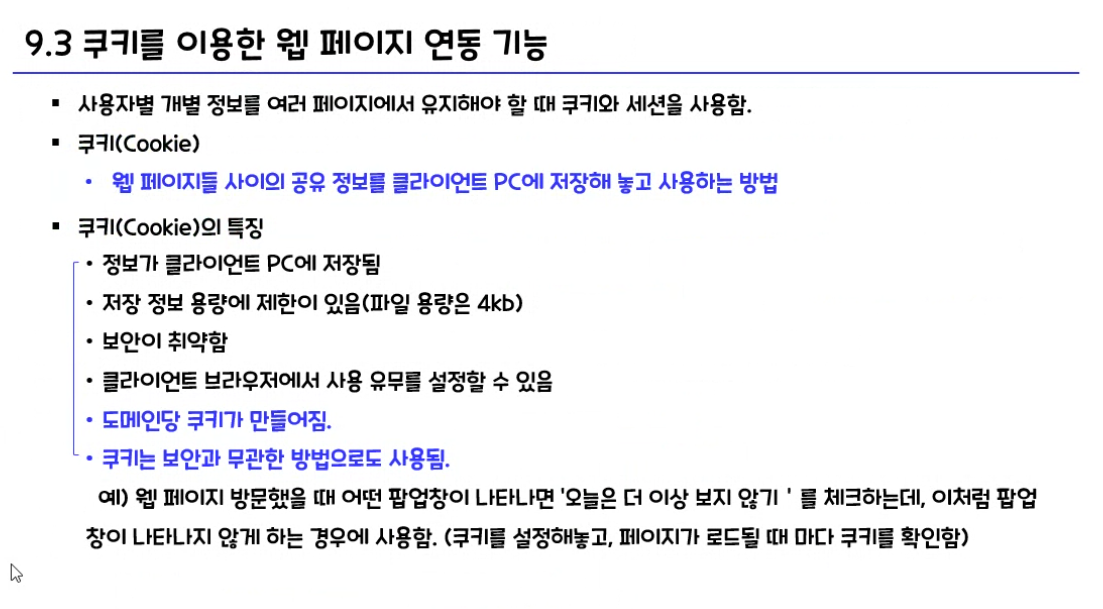 9.3 쿠키를 이용한 웹 페이지 연동 기능
▪ 사용자별 개별 정보를 여러 페이지에서 유지해야 할 때 쿠키와 세션을 사용함.
▪ 쿠키(Cookie)
• 웹 페이지들 사이의 공유 정보를 클라이언트 PC에 저장해 놓고 사용하는 방법
▪ 쿠키(Cookie)의 특징
• 정보가 클라이언트 PC에 저장됨
• 저장 정보 용량에 제한이 있음(파일 용량은 4kb)
• 보안이 취약함
• 클라이언트 브라우저에서 사용 유무를 설정할 수 있음
• 도메인당 쿠키가 만들어짐.
• 쿠키는 보안과 무관한 방법으로도 사용됨.
예) 웹 페이지 방문했을 때 어떤 팝업창이 나타나면 '오늘은 더 이상 보지 않기 ' 를 체크하는데, 이처럼 팝업
창이 나타나지 않게 하는 경우에 사용함. (쿠키를 설정해놓고, 페이지가 로드될 때 마다 쿠키를 확인함)